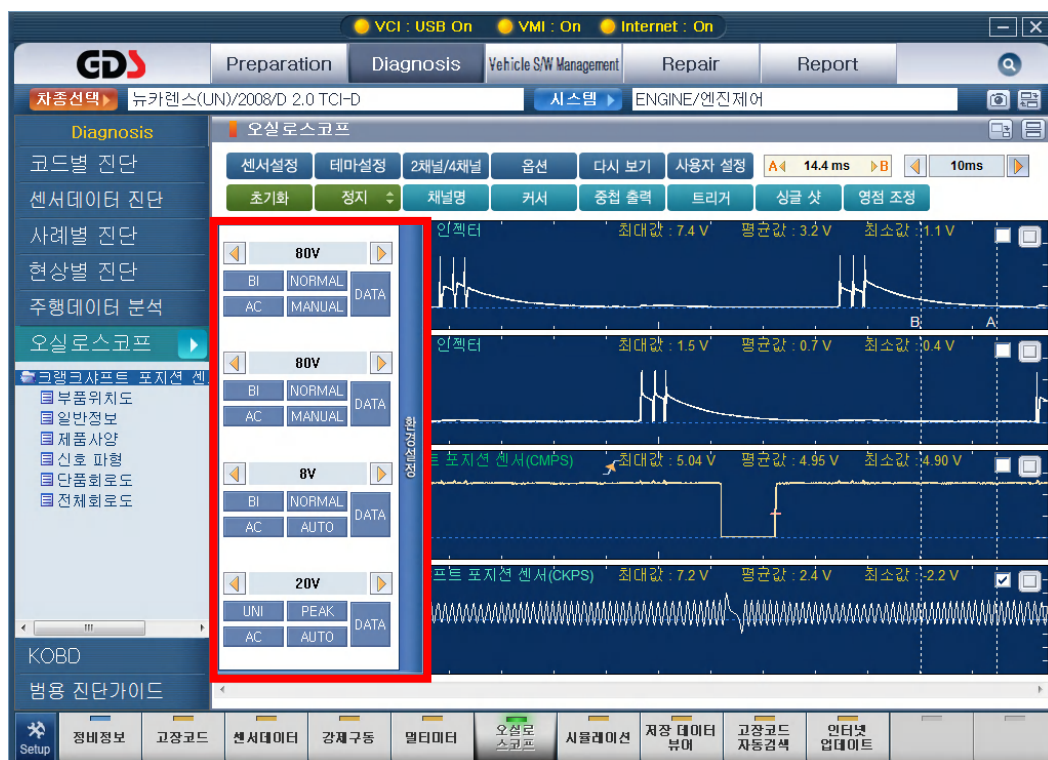 VCI : USB On VMI : On Internet : On
GDS Preparation Diagnosis Vehicle S/W Management Repair Report
차종선택 뉴카렌스(UN)/2008/D 2.0 TCI-D 시스템 ENGINE/엔진제어
Diagnosis
코드별 진단
센서데이터 진단
사례별 진단
현상별 진단
주행데이터 분석
오실로스코프
크랭크샤프트 포지션 센
부품위치도
일반정보
제품사양
신호 파형
단품회로도
전체회로도
KOBD
범용 진단가이드
오실로스코프
센서설정 테마설정 2채널/4채널 옵션 다시 보기 사용자 설정 A 14.4 ms B 10ms
초기화 정지 채널명 커서 중첩 출력 트리거 싱글 샷 영점 조정
80V
BI NORMAL DATA
AC MANUAL
80V
BI NORMAL DATA
AC MANUAL
8V
BI NORMAL DATA
AC AUTO
20V
UNI PEAK DATA
AC AUTO
환경설정
인젝터 최대값 : 7.4 V 평균값 : 3.2 V 최소값 : 1.1 V
B A
인젝터 최대값 : 1.5 V 평균값 : 0.7 V 최소값 : 0.4 V
트 포지션 센서(CMPS) 최대값 : 5.04 V 평균값 : 4.95 V 최소값 : 4.90 V
프트 포지션 센서(CKPS) 최대값 : 7.2 V 평균값 : 2.4 V 최소값 : -2.2 V
Setup 정비정보 고장코드 센서데이터 강제구동 멀티미터 오실로스코프 시뮬레이션 저장 데이터 뷰어 고장코드 자동검색 인터넷 업데이트